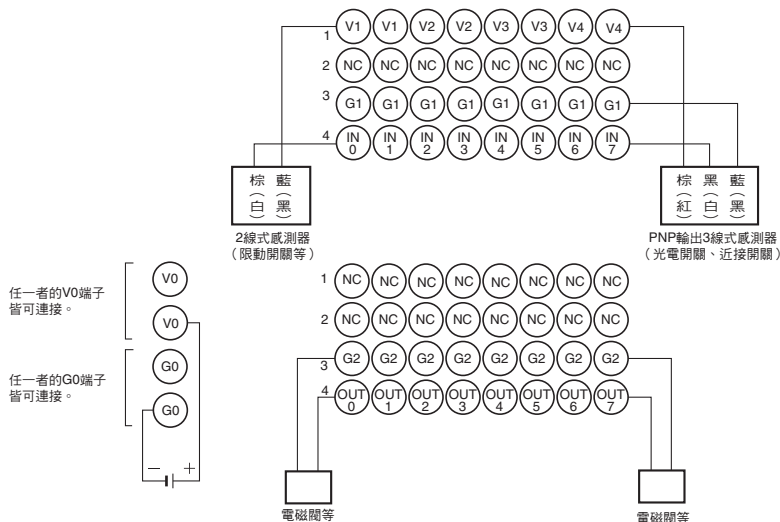 1 V1 V1 V2 V2 V3 V3 V4 V4
2 NC NC NC NC NC NC NC NC
3 G1 G1 G1 G1 G1 G1 G1 G1
4 IN 0 IN 1 IN 2 IN 3 IN 4 IN 5 IN 6 IN 7
棕(白) 藍(黑)
2線式感測器
(限動開關等)
棕(紅) 黑(白) 藍(黑)
PNP輸出3線式感測器
(光電開關、近接開關)
任一者的V0端子
皆可連接。
V0
V0
任一者的G0端子
皆可連接。
G0
G0
− +
1 NC NC NC NC NC NC NC NC
2 NC NC NC NC NC NC NC NC
3 G2 G2 G2 G2 G2 G2 G2 G2
4 OUT 0 OUT 1 OUT 2 OUT 3 OUT 4 OUT 5 OUT 6 OUT 7
電磁閥等
電磁閥等